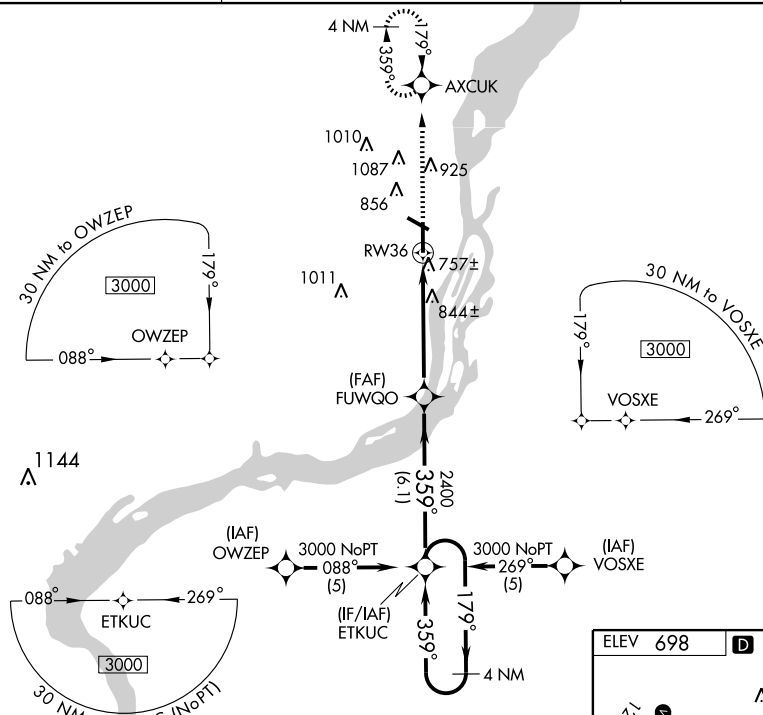 4 NM
179°
359°
AXCUK
1010
1087
925
856
RW36
757±
1011
844±
30 NM to OWZEP
3000
179°
OWZEP
088°
30 NM to VOSXE
179°
3000
VOSXE
269°
(FAF)
FUWQO
1144
2400
359°
(6.1)
(IAF)
OWZEP
3000 NoPT
088°
(5)
3000 NoPT
269°
(5)
(IAF)
VOSXE
(IF/IAF)
ETKUC
359°
179°
4 NM
088°
269°
ETKUC
3000
30 NM
(NoPT)
ELEV 698
D